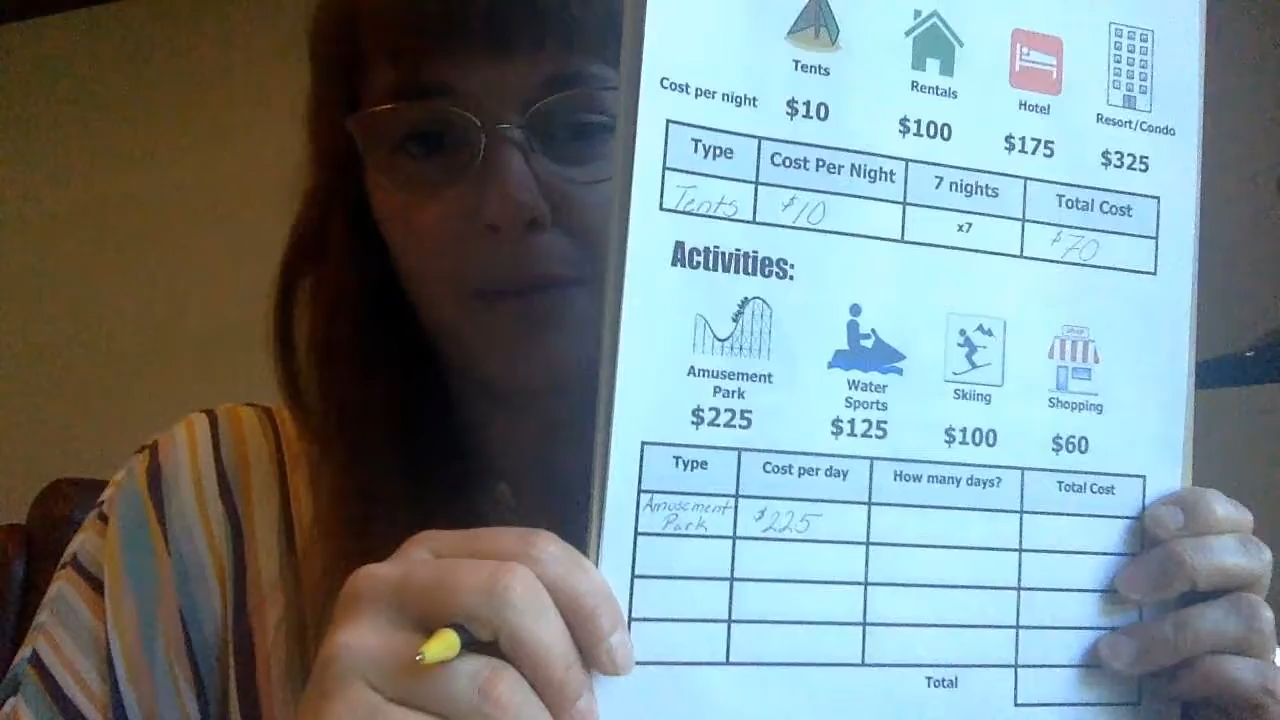 Tents
Rentals
Hotel
Resort/Condo
Cost per night
$10
$100
$175
$325
Type
Cost Per Night
7 nights
Total Cost
Tents
$10
x7
$70
Activities:
SHOP
Amusement
Park
$225
Water
Sports
$125
Skiing
$100
Shopping
$60
Type
Cost per day
How many days?
Total Cost
Amusement
Park
$225
Total